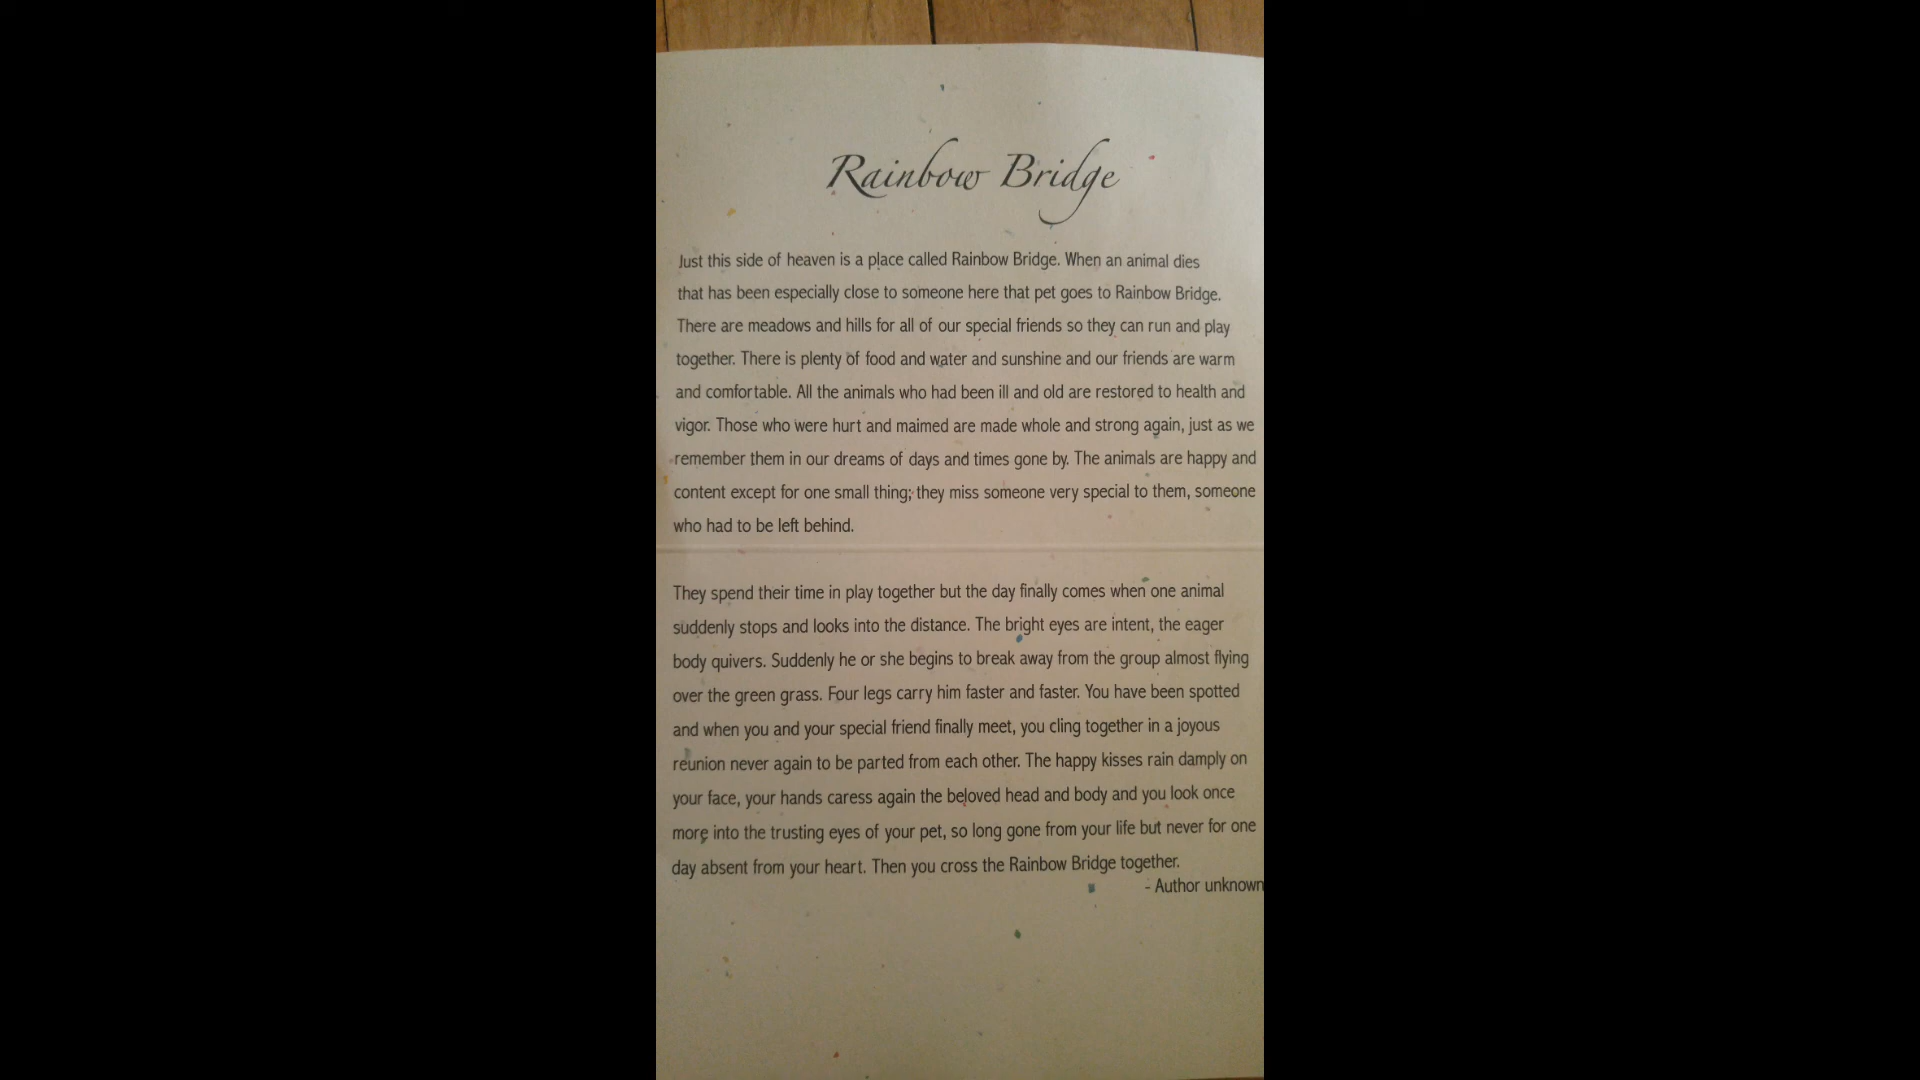 Rainbow Bridge
Just this side of heaven is a place called Rainbow Bridge. When an animal dies
that has been especially close to someone here that pet goes to Rainbow Bridge.
There are meadows and hills for all of our special friends so they can run and play
together. There is plenty of food and water and sunshine and our friends are warm
and comfortable. All the animals who had been ill and old are restored to health and
vigor. Those who were hurt and maimed are made whole and strong again, just as we
remember them in our dreams of days and times gone by. The animals are happy and
content except for one small thing; they miss someone very special to them, someone
who had to be left behind.
They spend their time in play together but the day finally comes when one animal
suddenly stops and looks into the distance. The bright eyes are intent, the eager
body quivers. Suddenly he or she begins to break away from the group almost flying
over the green grass. Four legs carry him faster and faster. You have been spotted
and when you and your special friend finally meet, you cling together in a joyous
reunion never again to be parted from each other. The happy kisses rain damply on
your face, your hands caress again the beloved head and body and you look once
more into the trusting eyes of your pet, so long gone from your life but never for one
day absent from your heart. Then you cross the Rainbow Bridge together.
- Author unknown